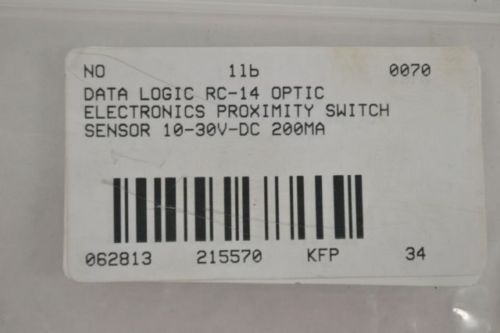 NO 11b 0070
DATA LOGIC RC-14 OPTIC
ELECTRONICS PROXIMITY SWITCH
SENSOR 10-30V-DC 200MA
062813 215570 KFP 34